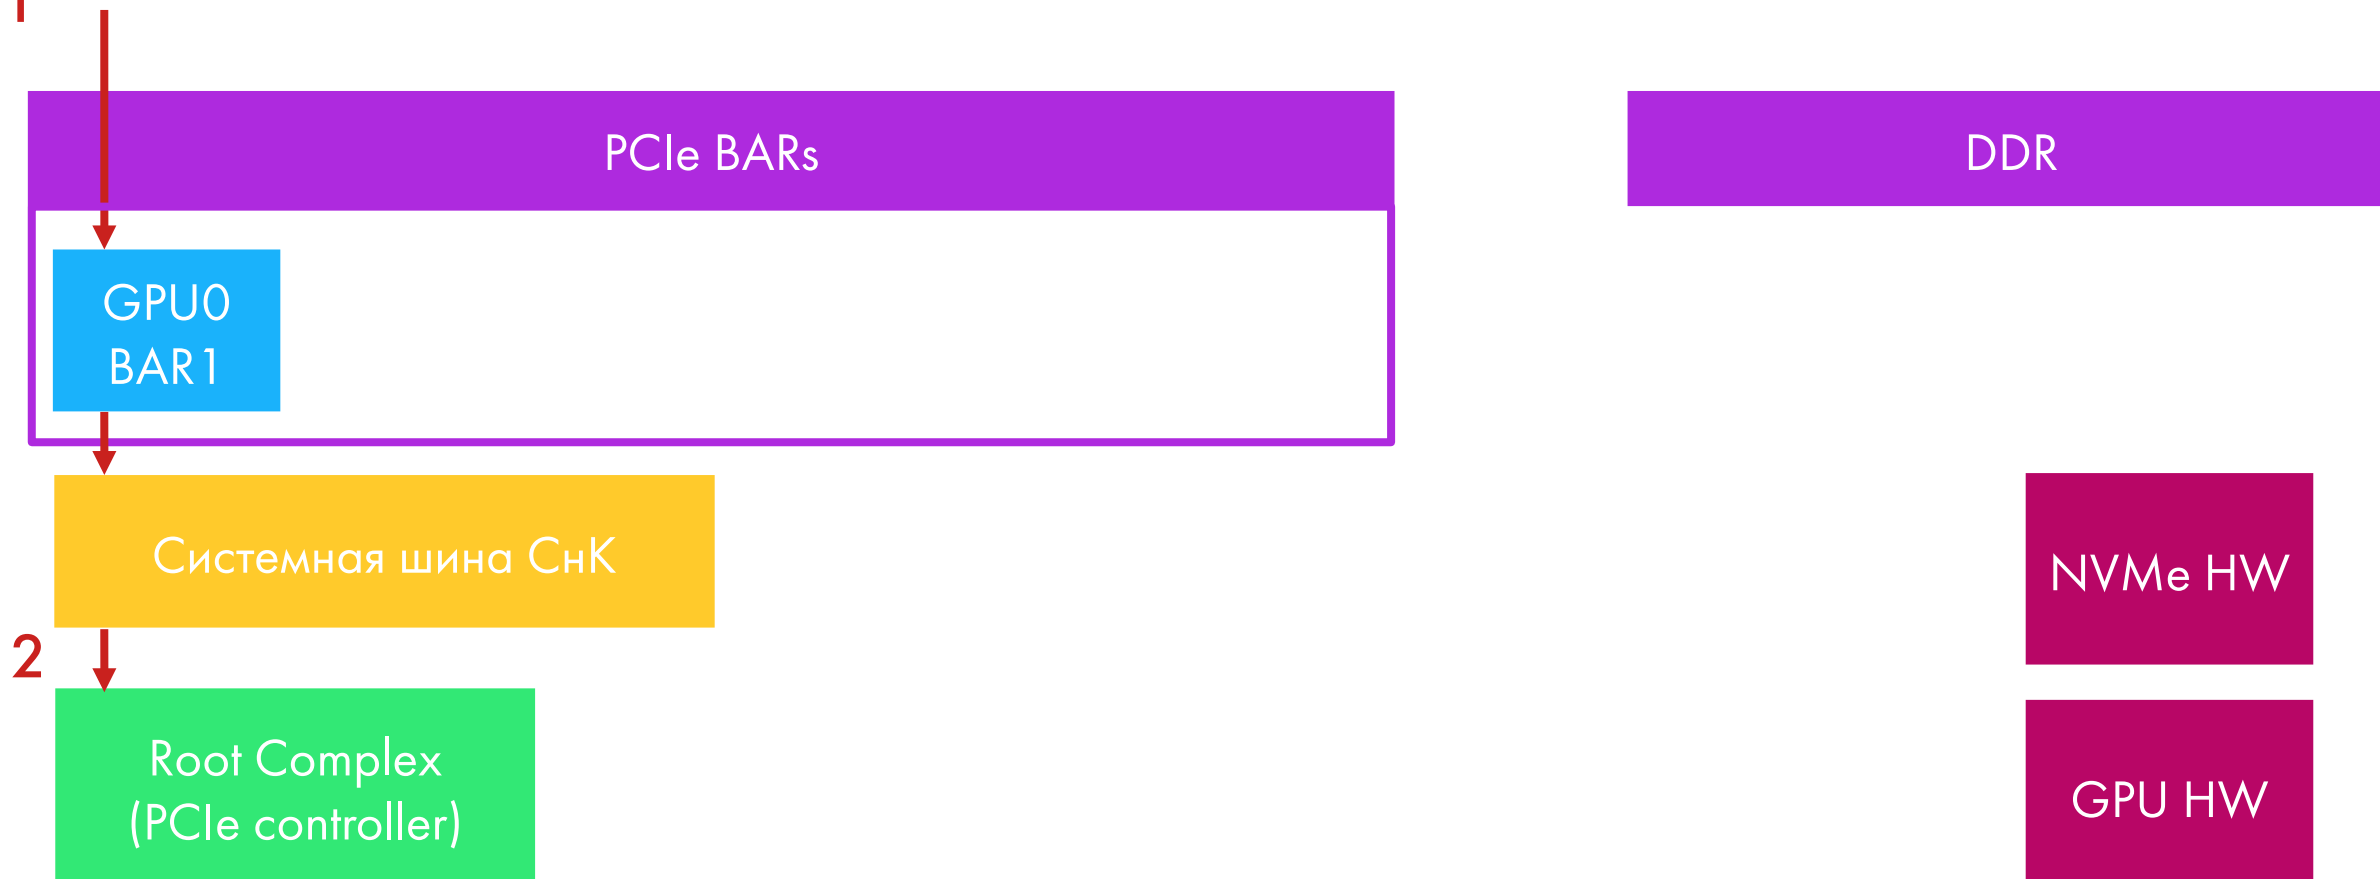 PCIe BARs
DDR
GPU0
BAR1
Системная шина СнК
NVMe HW
2
Root Complex
(PCIe controller)
GPU HW